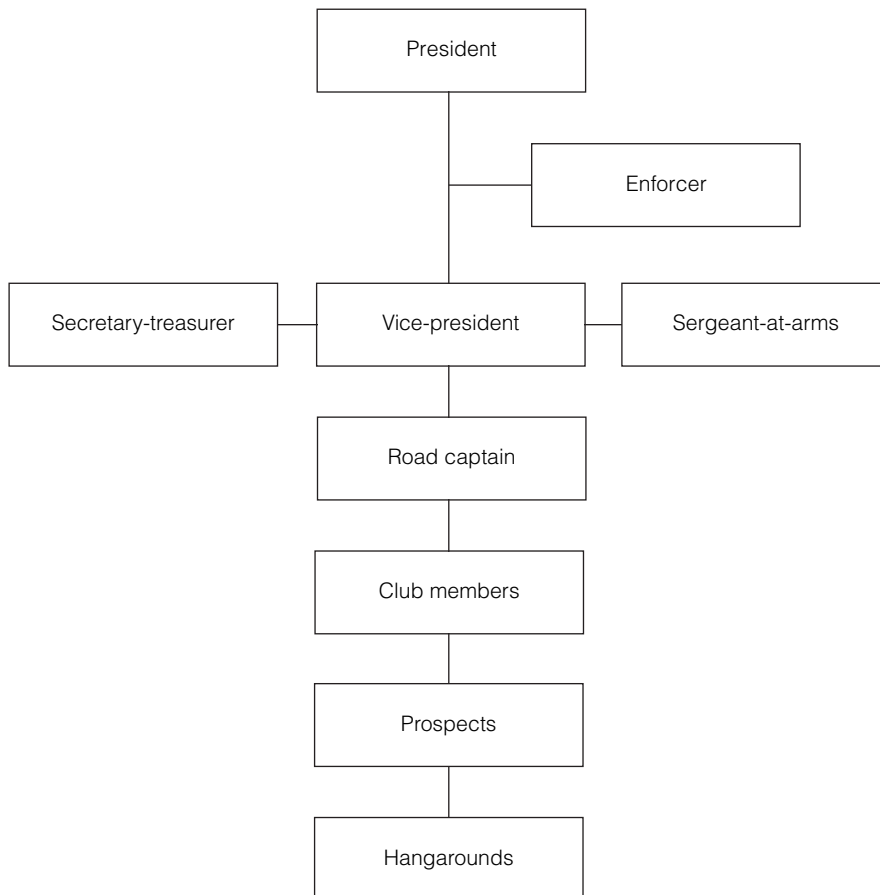 President
Enforcer
Secretary-treasurer
Vice-president
Sergeant-at-arms
Road captain
Club members
Prospects
Hangarounds